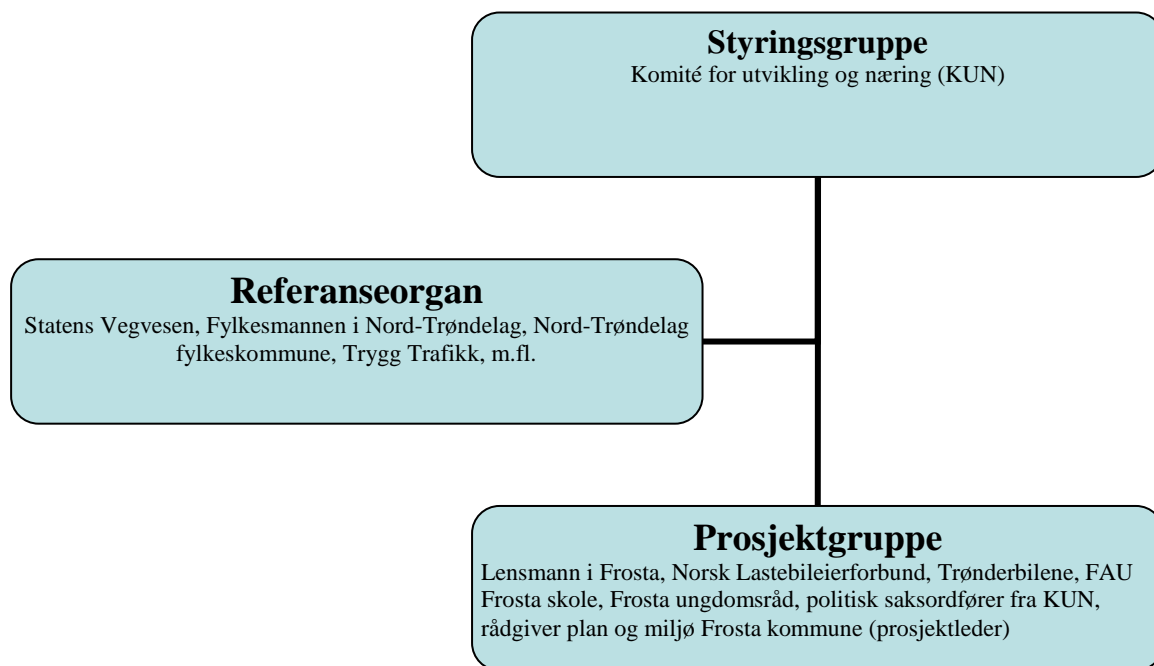 Styringsgruppe
Komité for utvikling og næring (KUN)
Referanseorgan
Statens Vegvesen, Fylkesmannen i Nord-Trøndelag, Nord-Trøndelag
fylkeskommune, Trygg Trafikk, m.fl.
Prosjektgruppe
Lensmann i Frosta, Norsk Lastebileierforbund, Trønderbilene, FAU
Frosta skole, Frosta ungdomsråd, politisk saksordfører fra KUN,
rådgiver plan og miljø Frosta kommune (prosjektleder)